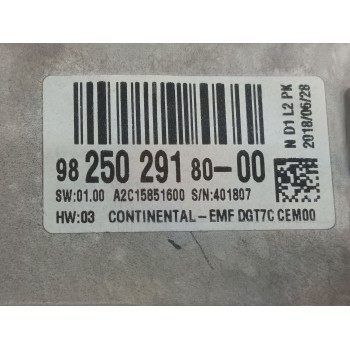 98 250 291 80-00
SW:01.00 A2C15851600 S/N:401807
HW:03 CONTINENTAL-EMF DGT7C CEM00
N D1 L2 PK
2018/06/28